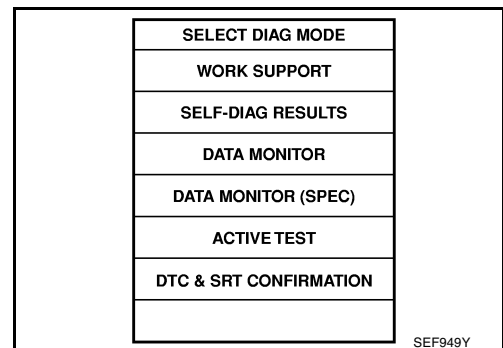 SELECT DIAG MODE
WORK SUPPORT
SELF-DIAG RESULTS
DATA MONITOR
DATA MONITOR (SPEC)
ACTIVE TEST
DTC & SRT CONFIRMATION
SEF949Y